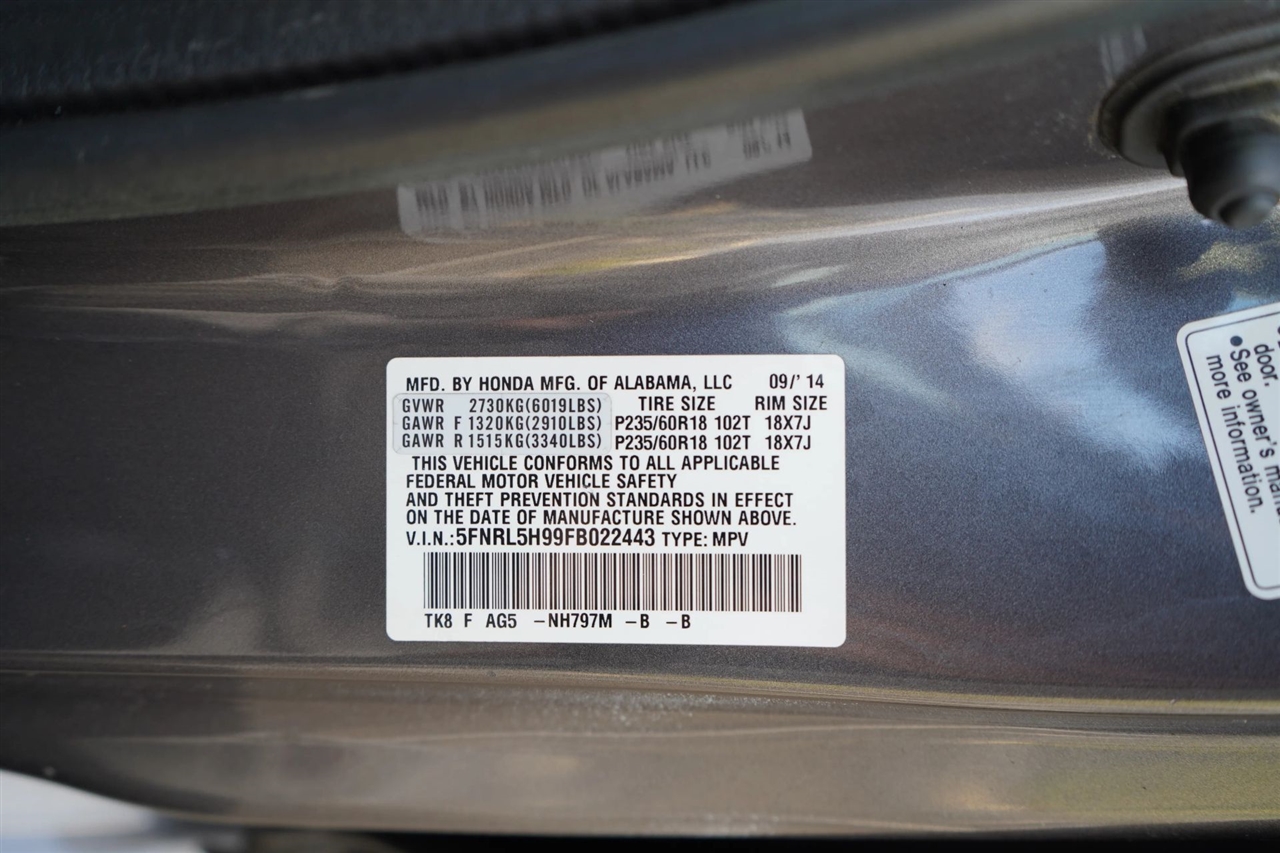 MFD. BY HONDA MFG. OF ALABAMA, LLC 09/' 14
GVWR 2730KG(6019LBS) TIRE SIZE RIM SIZE
GAWR F 1320KG(2910LBS) P235/60R18 102T 18X7J
GAWR R 1515KG(3340LBS) P235/60R18 102T 18X7J
THIS VEHICLE CONFORMS TO ALL APPLICABLE
FEDERAL MOTOR VEHICLE SAFETY
AND THEFT PREVENTION STANDARDS IN EFFECT
ON THE DATE OF MANUFACTURE SHOWN ABOVE.
V.I.N.:5FNRL5H99FB022443 TYPE: MPV
TK8 F AG5 -NH797M -B -B
door.
• See owner's
more information.